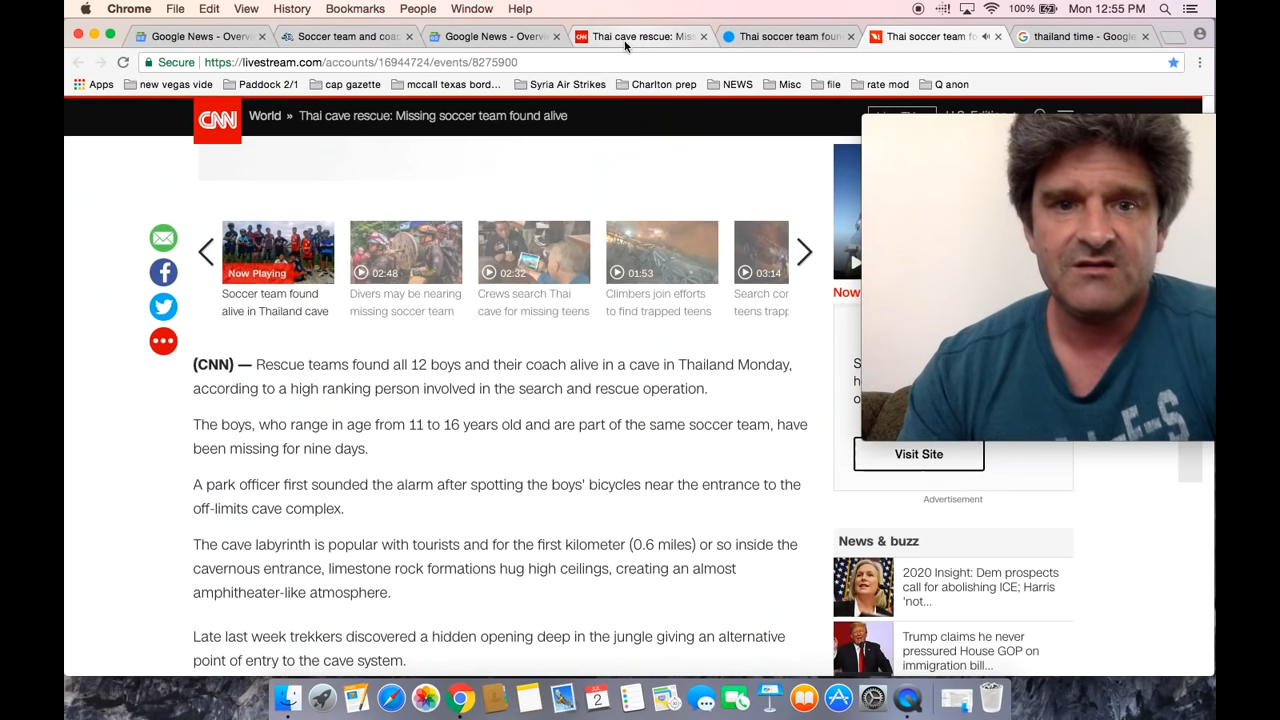 Chrome File Edit View History Bookmarks People Window Help 100% Mon 12:55 PM
Google News - Overvi Soccer team and coac Google News - Overvi CNN Thai cave rescue: Miss Thai soccer team foun Thai soccer team fo thailand time - Google
Secure https://livestream.com/accounts/16944724/events/8275900
Apps new vegas vide Paddock 2/1 cap gazette mccall texas bord... Syria Air Strikes Charlton prep NEWS Misc file rate mod Q anon
CNN World » Thai cave rescue: Missing soccer team found alive
Now Playing 02:48 02:32 01:53 03:14
Soccer team found Divers may be nearing Crews search Thai Climbers join efforts Search cor
alive in Thailand cave missing soccer team cave for missing teens to find trapped teens teens trapp
(CNN) — Rescue teams found all 12 boys and their coach alive in a cave in Thailand Monday,
according to a high ranking person involved in the search and rescue operation.
The boys, who range in age from 11 to 16 years old and are part of the same soccer team, have
been missing for nine days.
A park officer first sounded the alarm after spotting the boys' bicycles near the entrance to the
off-limits cave complex.
The cave labyrinth is popular with tourists and for the first kilometer (0.6 miles) or so inside the
cavernous entrance, limestone rock formations hug high ceilings, creating an almost
amphitheater-like atmosphere.
Late last week trekkers discovered a hidden opening deep in the jungle giving an alternative
point of entry to the cave system.
Now
Visit Site
Advertisement
News & buzz
2020 Insight: Dem prospects
call for abolishing ICE; Harris
'not...
Trump claims he never
pressured House GOP on
immigration bill...
JUL
2